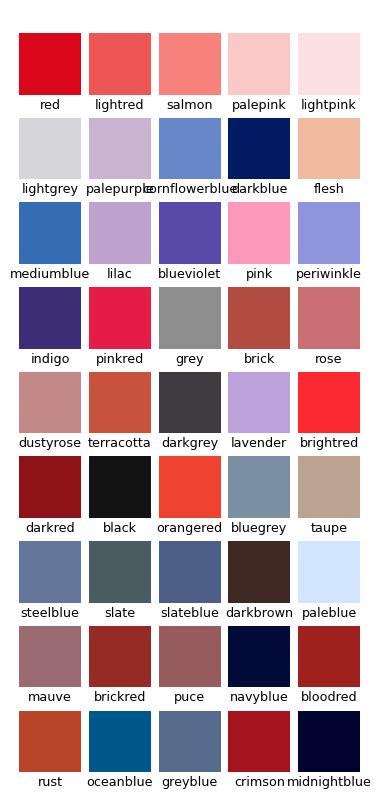 red lightred salmon palepink lightpink
lightgrey palepurple cornflowerblue darkblue flesh
mediumblue lilac blueviolet pink periwinkle
indigo pinkred grey brick rose
dustyrose terracotta darkgrey lavender brightred
darkred black orangered bluegrey taupe
steelblue slate slateblue darkbrown paleblue
mauve brickred puce navyblue bloodred
rust oceanblue greyblue crimson midnightblue